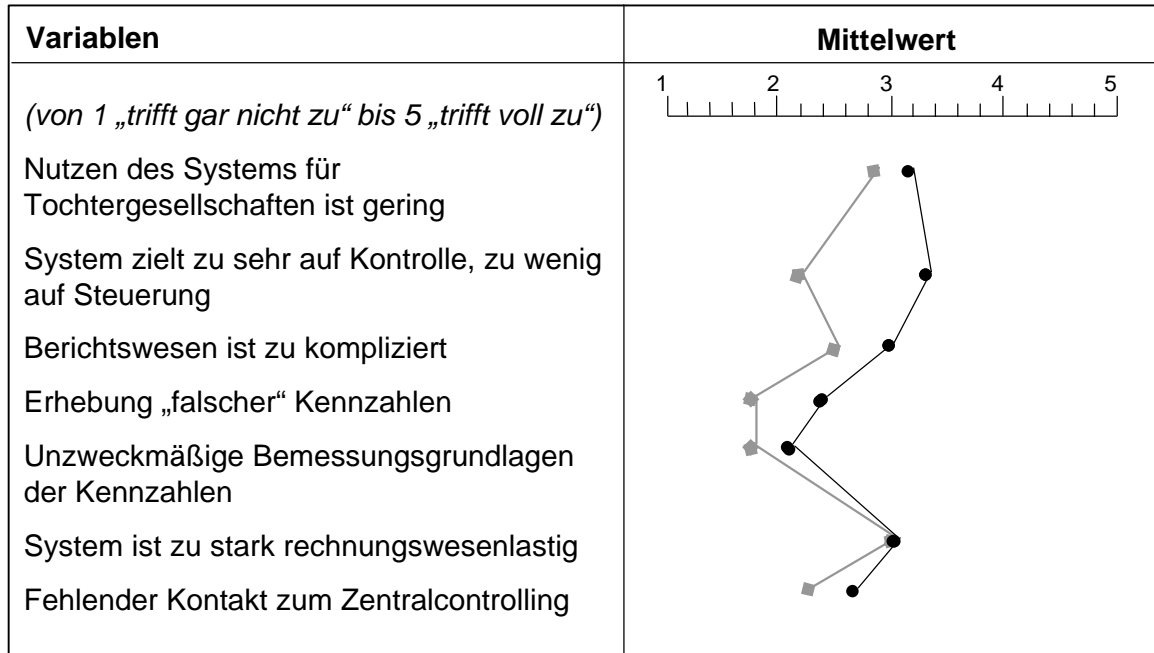 Variablen
Mittelwert
1 2 3 4 5
(von 1 „trifft gar nicht zu“ bis 5 „trifft voll zu“)
Nutzen des Systems für
Tochtergesellschaften ist gering
System zielt zu sehr auf Kontrolle, zu wenig
auf Steuerung
Berichtswesen ist zu kompliziert
Erhebung „falscher“ Kennzahlen
Unzweckmäßige Bemessungsgrundlagen
der Kennzahlen
System ist zu stark rechnungswesenlastig
Fehlender Kontakt zum Zentralcontrolling